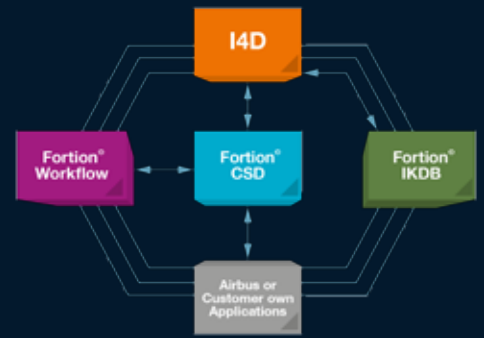 I4D
Fortion®
Workflow
Fortion®
CSD
Fortion®
IKDB
Airbus or
Customer own
Applications